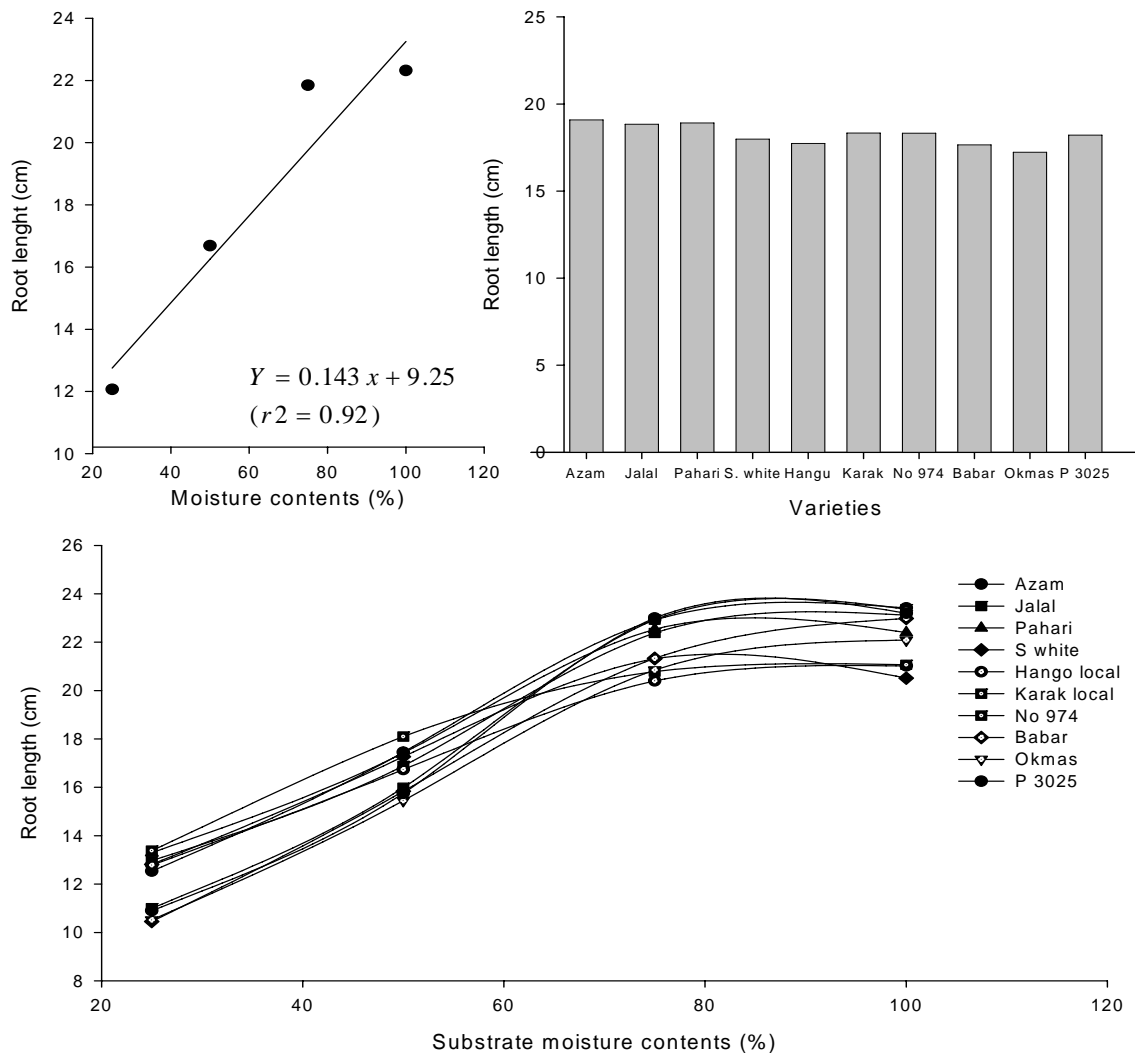 24
22
20
18
16
14
12
10
Root lenght (cm)
Y = 0.143 x + 9.25
(r2 = 0.92)
20 40 60 80 100 120
Moisture contents (%)
25
20
15
10
5
0
Root length (cm)
Azam Jalal Pahari S. white Hangu Karak No 974 Babar Okmas P 3025
Varieties
26
24
22
20
18
16
14
12
10
8
Root length (cm)
Azam
Jalal
Pahari
S white
Hango local
Karak local
No 974
Babar
Okmas
P 3025
20 40 60 80 100 120
Substrate moisture contents (%)